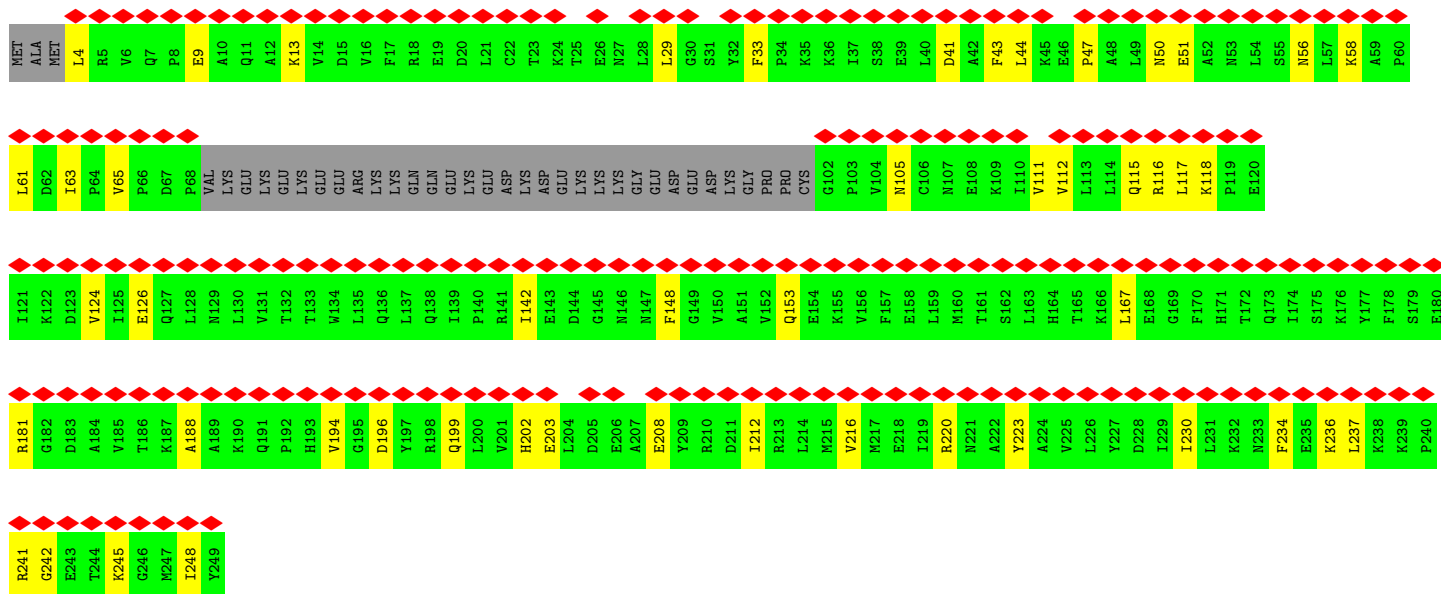 MET ALA MET L4 R5 V6 Q7 P8 E9 A10 Q11 A12 K13 V14 D15 V16 F17 R18 E19 D20 L21 C22 T23 K24 T25 E26 N27 L28 L29 G30 S31 Y32 F33 P34 K35 K36 I37 S38 E39 L40 D41 A42 F43 L44 K45 E46 P47 A48 L49 N50 E51 A52 N53 L54 S55 N56 L57 K58 A59 P60
L61 D62 I63 P64 V65 P66 D67 P68 VAL LYS GLU LYS GLU LYS GLU GLU ARG LYS LYS GLN GLN GLU LYS GLU ASP LYS ASP GLU LYS LYS LYS GLY GLU ASP GLU ASP LYS GLY PRO PRO CYS G102 P103 V104 N105 C106 N107 E108 K109 I110 V111 V112 L113 L114 Q115 R116 L117 K118 P119 E120
I121 K122 D123 V124 I125 E126 Q127 L128 N129 L130 V131 T132 T133 W134 L135 Q136 L137 Q138 I139 P140 R141 I142 E143 D144 G145 N146 N147 F148 G149 V150 A151 V152 Q153 E154 K155 V156 F157 E158 L159 M160 T161 S162 L163 H164 T165 K166 L167 E168 G169 F170 H171 T172 Q173 I174 S175 K176 Y177 F178 S179 E180
R181 G182 D183 A184 V185 T186 K187 A188 A189 K190 Q191 P192 H193 V194 G195 D196 Y197 R198 Q199 L200 V201 H202 E203 L204 D205 E206 A207 E208 Y209 R210 D211 I212 R213 L214 M215 V216 M217 E218 I219 R220 N221 A222 Y223 A224 V225 L226 Y227 D228 I229 I230 L231 K232 N233 F234 E235 K236 L237 K238 K239 P240
R241 G242 E243 T244 K245 G246 M247 I248 Y249